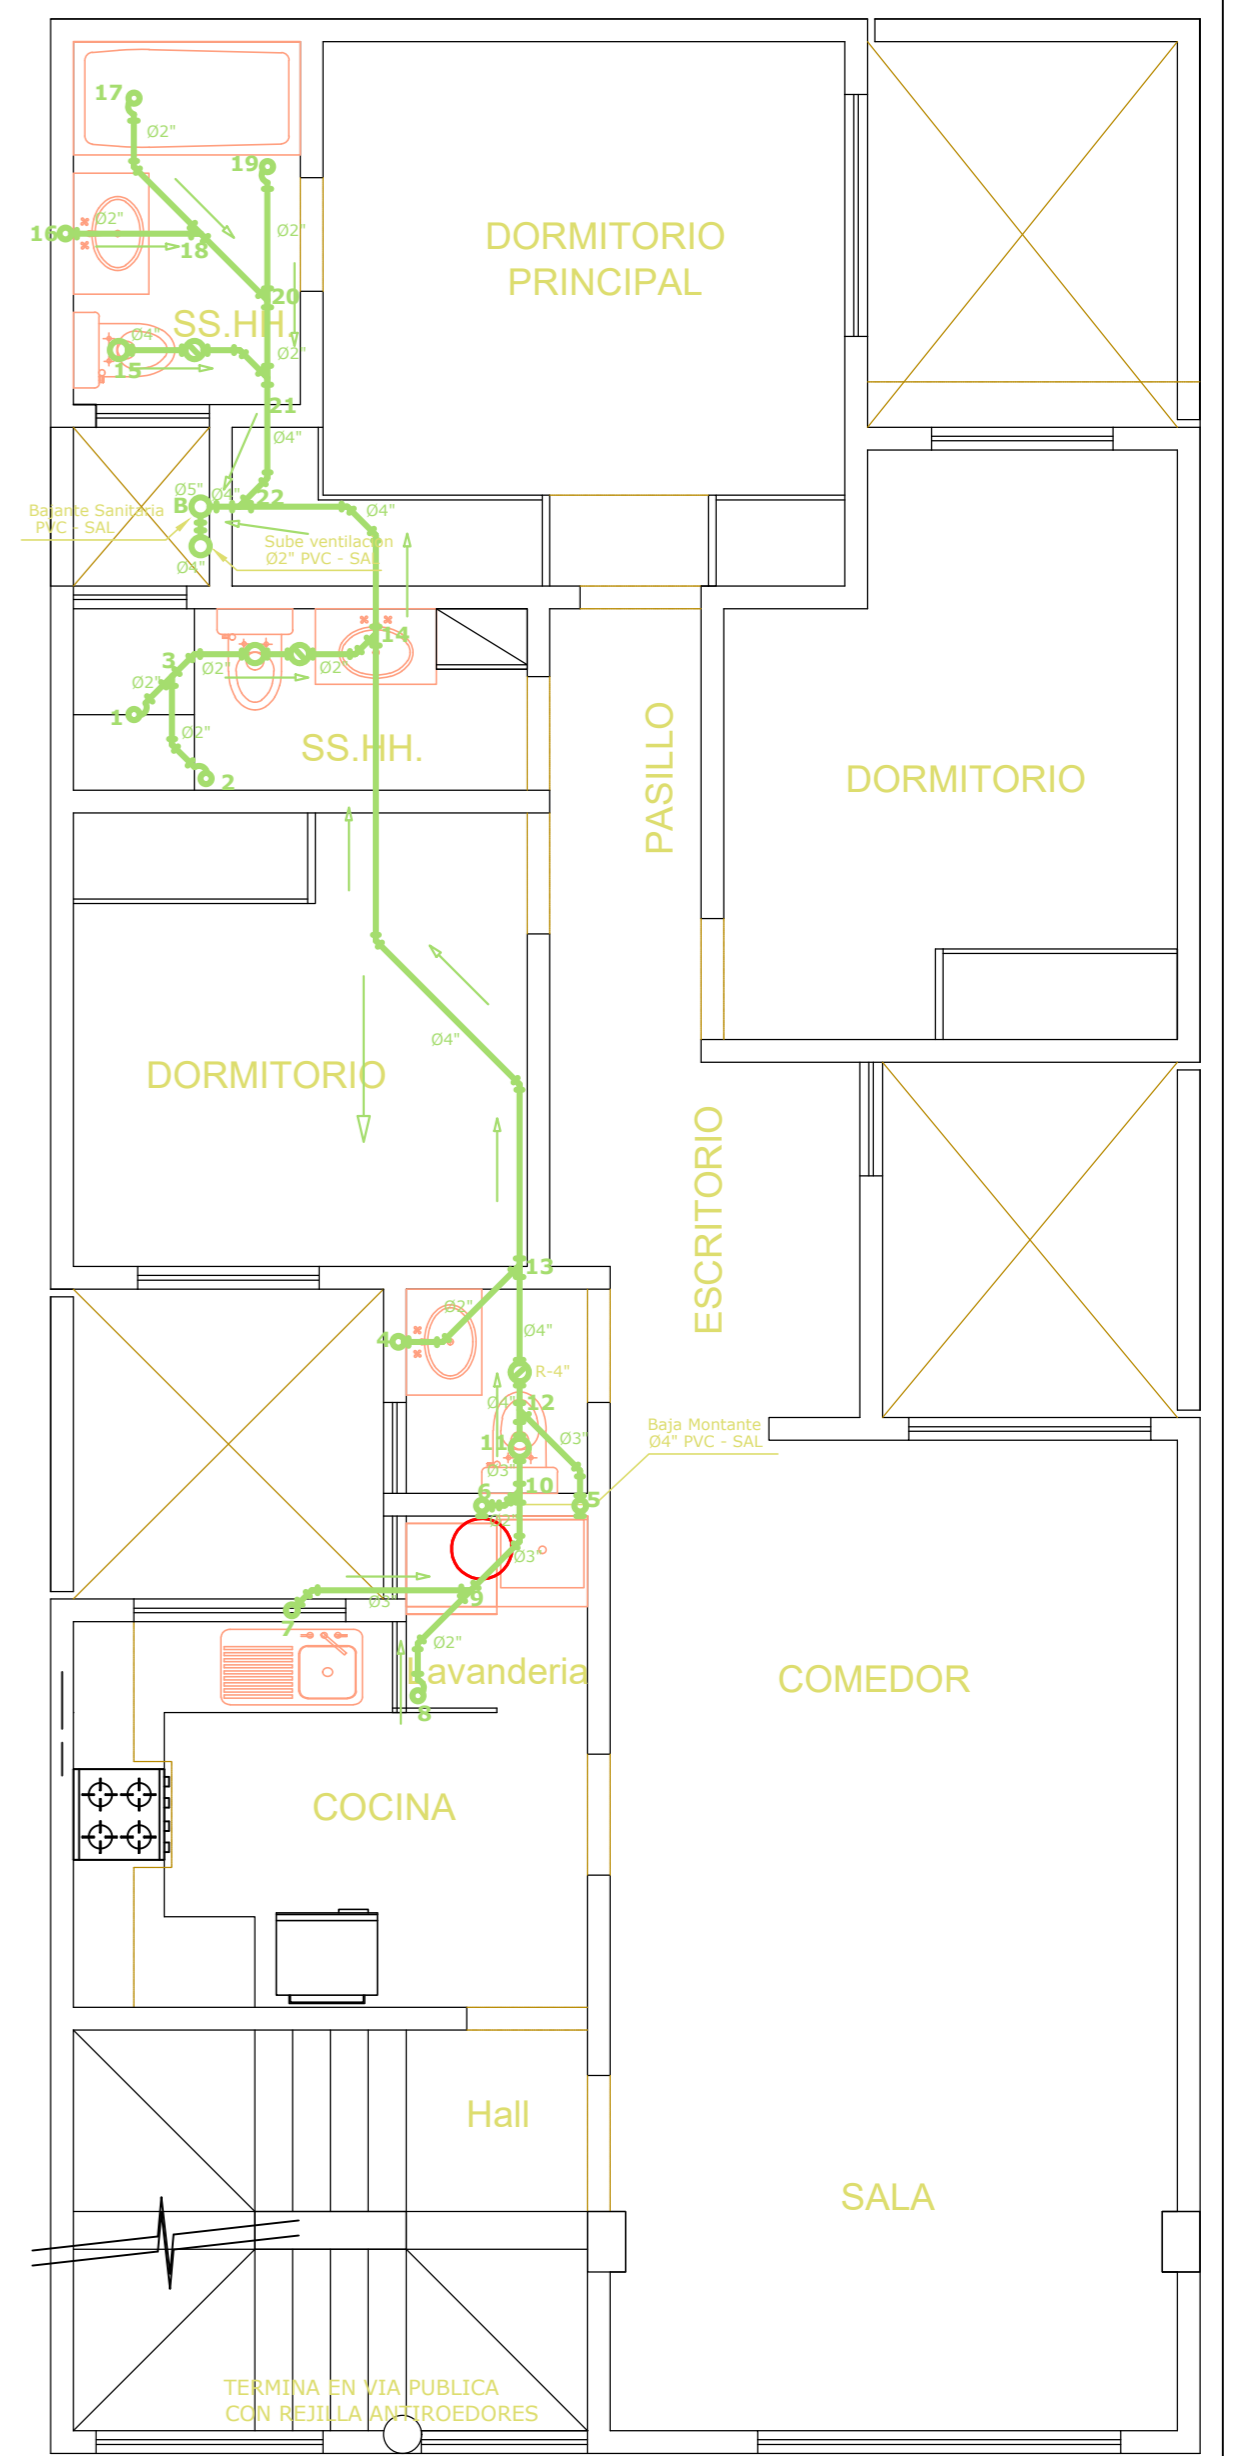 17
Ø2"
19
DORMITORIO
PRINCIPAL
16
Ø2"
Ø2"
18
20
SS.HH.
Ø4"
Ø2"
15
21
Ø4"
Ø5"
Ø4"
22
B
Ø4"
Bajante Sanitaria
PVC - SAL
Sube ventilacion
Ø2" PVC - SAL
Ø4"
14
3
Ø2"
Ø2"
Ø2"
1
Ø2"
2
SS.HH.
PASILLO
DORMITORIO
Ø4"
DORMITORIO
ESCRITORIO
13
Ø2"
4
Ø4"
R-4"
Ø4"
12
Baja Montante
Ø4" PVC - SAL
11
Ø3"
Ø3"
10
6
5
Ø2"
Ø3"
Ø3"
9
7
Ø2"
Lavanderia
8
COMEDOR
COCINA
Hall
SALA
TERMINA EN VIA PUBLICA
CON REJILLA ANTIROEDORES